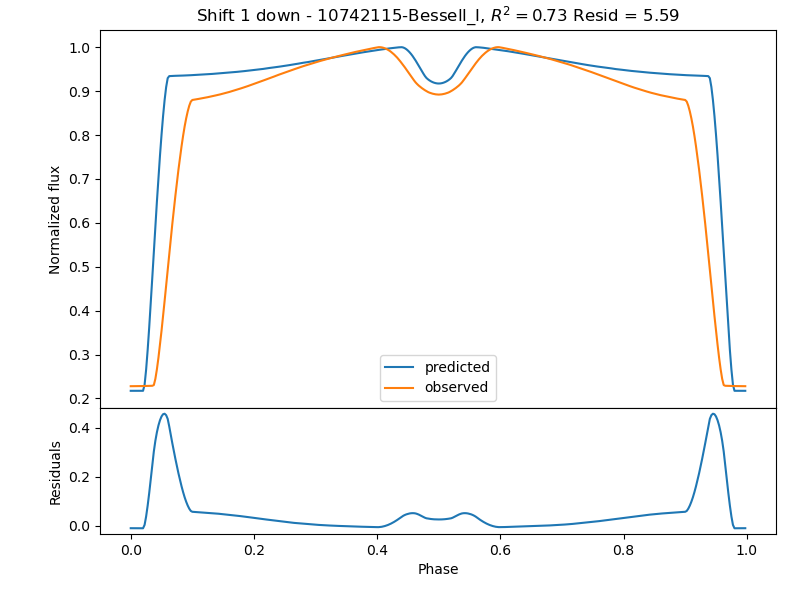 Shift 1 down - 10742115-Bessell_I, R² = 0.73 Resid = 5.59
1.0
0.9
0.8
0.7
0.6
0.5
0.4
0.3
0.2
Normalized flux
predicted
observed
0.4
0.2
0.0
Residuals
0.0 0.2 0.4 0.6 0.8 1.0
Phase